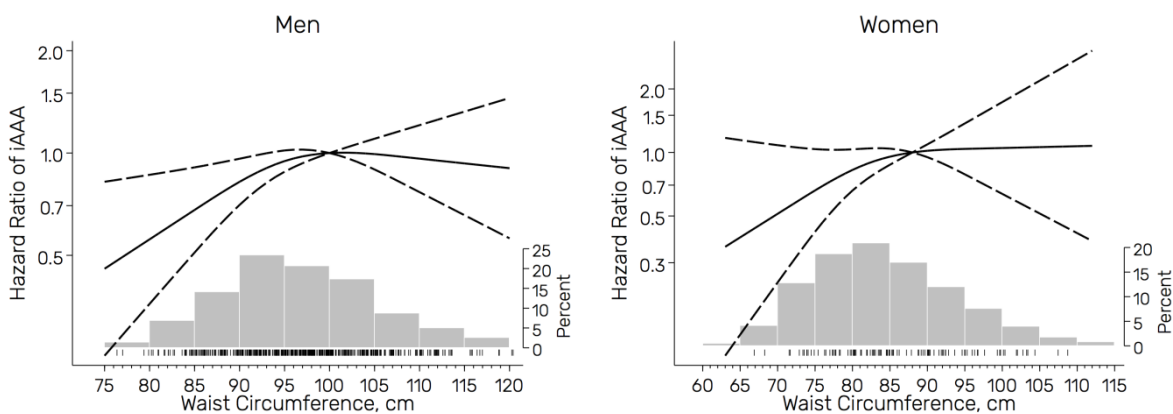 Men
Hazard Ratio of iAAA
2.0
1.5
1.0
0.7
0.5
25
20
15
10
5
0
Percent
75 80 85 90 95 100 105 110 115 120
Waist Circumference, cm
Women
Hazard Ratio of iAAA
2.0
1.5
1.0
0.7
0.5
0.3
20
15
10
5
0
Percent
60 65 70 75 80 85 90 95 100 105 110 115
Waist Circumference, cm